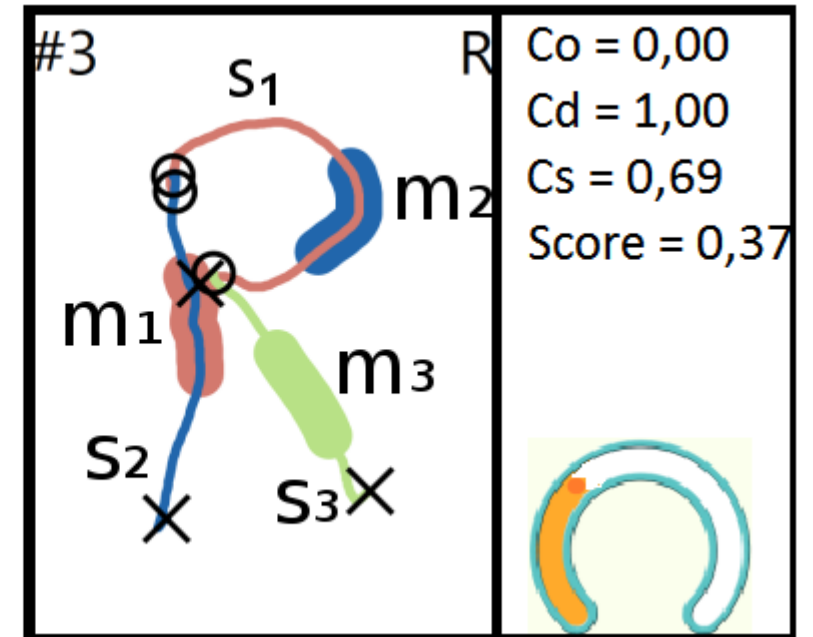 #3
R
s1
m2
m1
m3
s2
s3
Co = 0,00
Cd = 1,00
Cs = 0,69
Score = 0,37